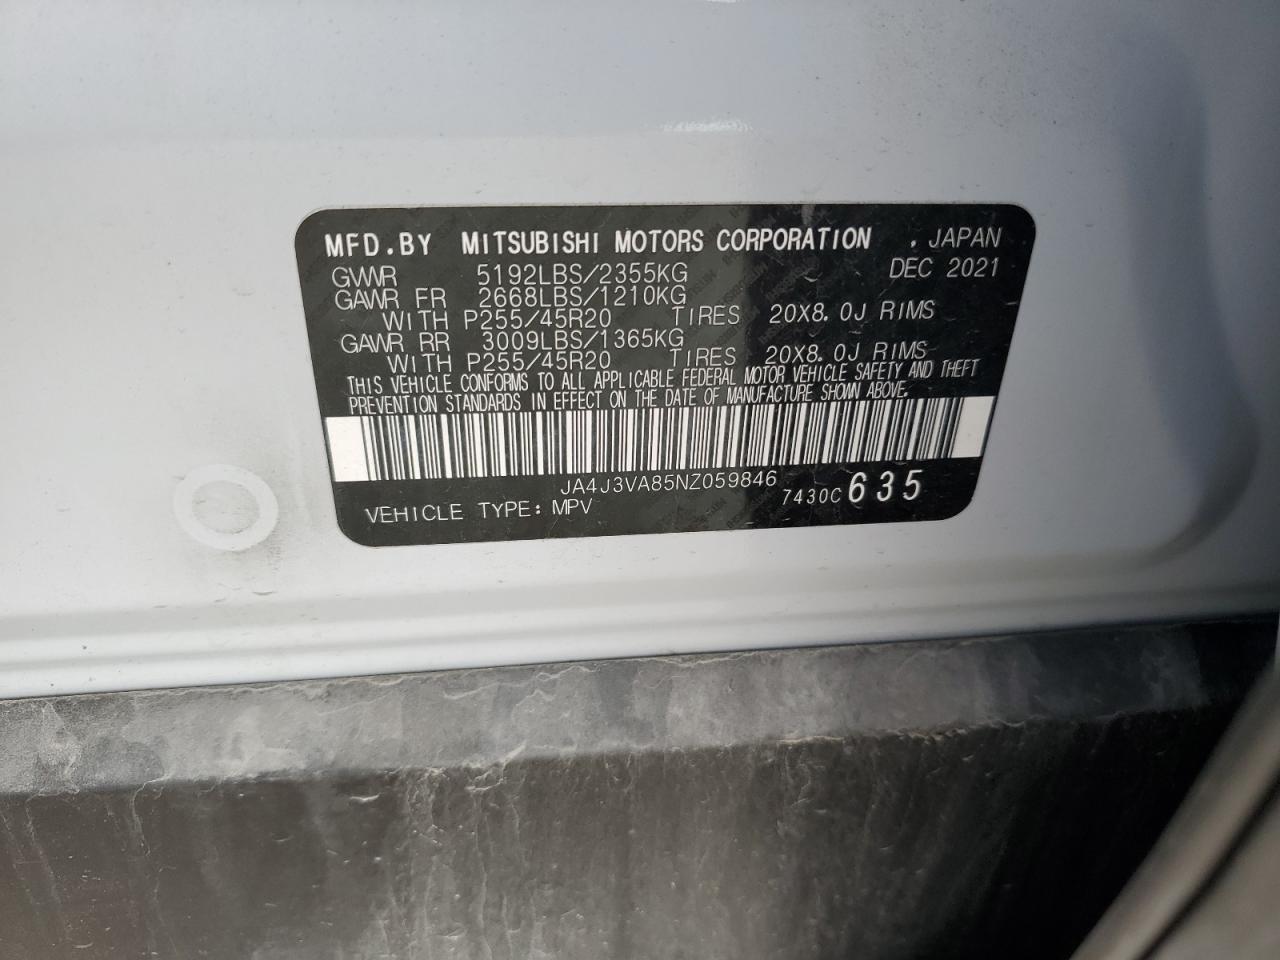 MFD.BY MITSUBISHI MOTORS CORPORATION . JAPAN
GVWR 5192LBS/2355KG DEC 2021
GAWR FR 2668LBS/1210KG
WITH P255/45R20 TIRES 20X8.0J RIMS
GAWR RR 3009LBS/1365KG
WITH P255/45R20 TIRES 20X8.0J RIMS
THIS VEHICLE CONFORMS TO ALL APPLICABLE FEDERAL MOTOR VEHICLE SAFETY AND THEFT
PREVENTION STANDARDS IN EFFECT ON THE DATE OF MANUFACTURE SHOWN ABOVE.
JA4J3VA85NZ059846
7430C 635
VEHICLE TYPE: MPV